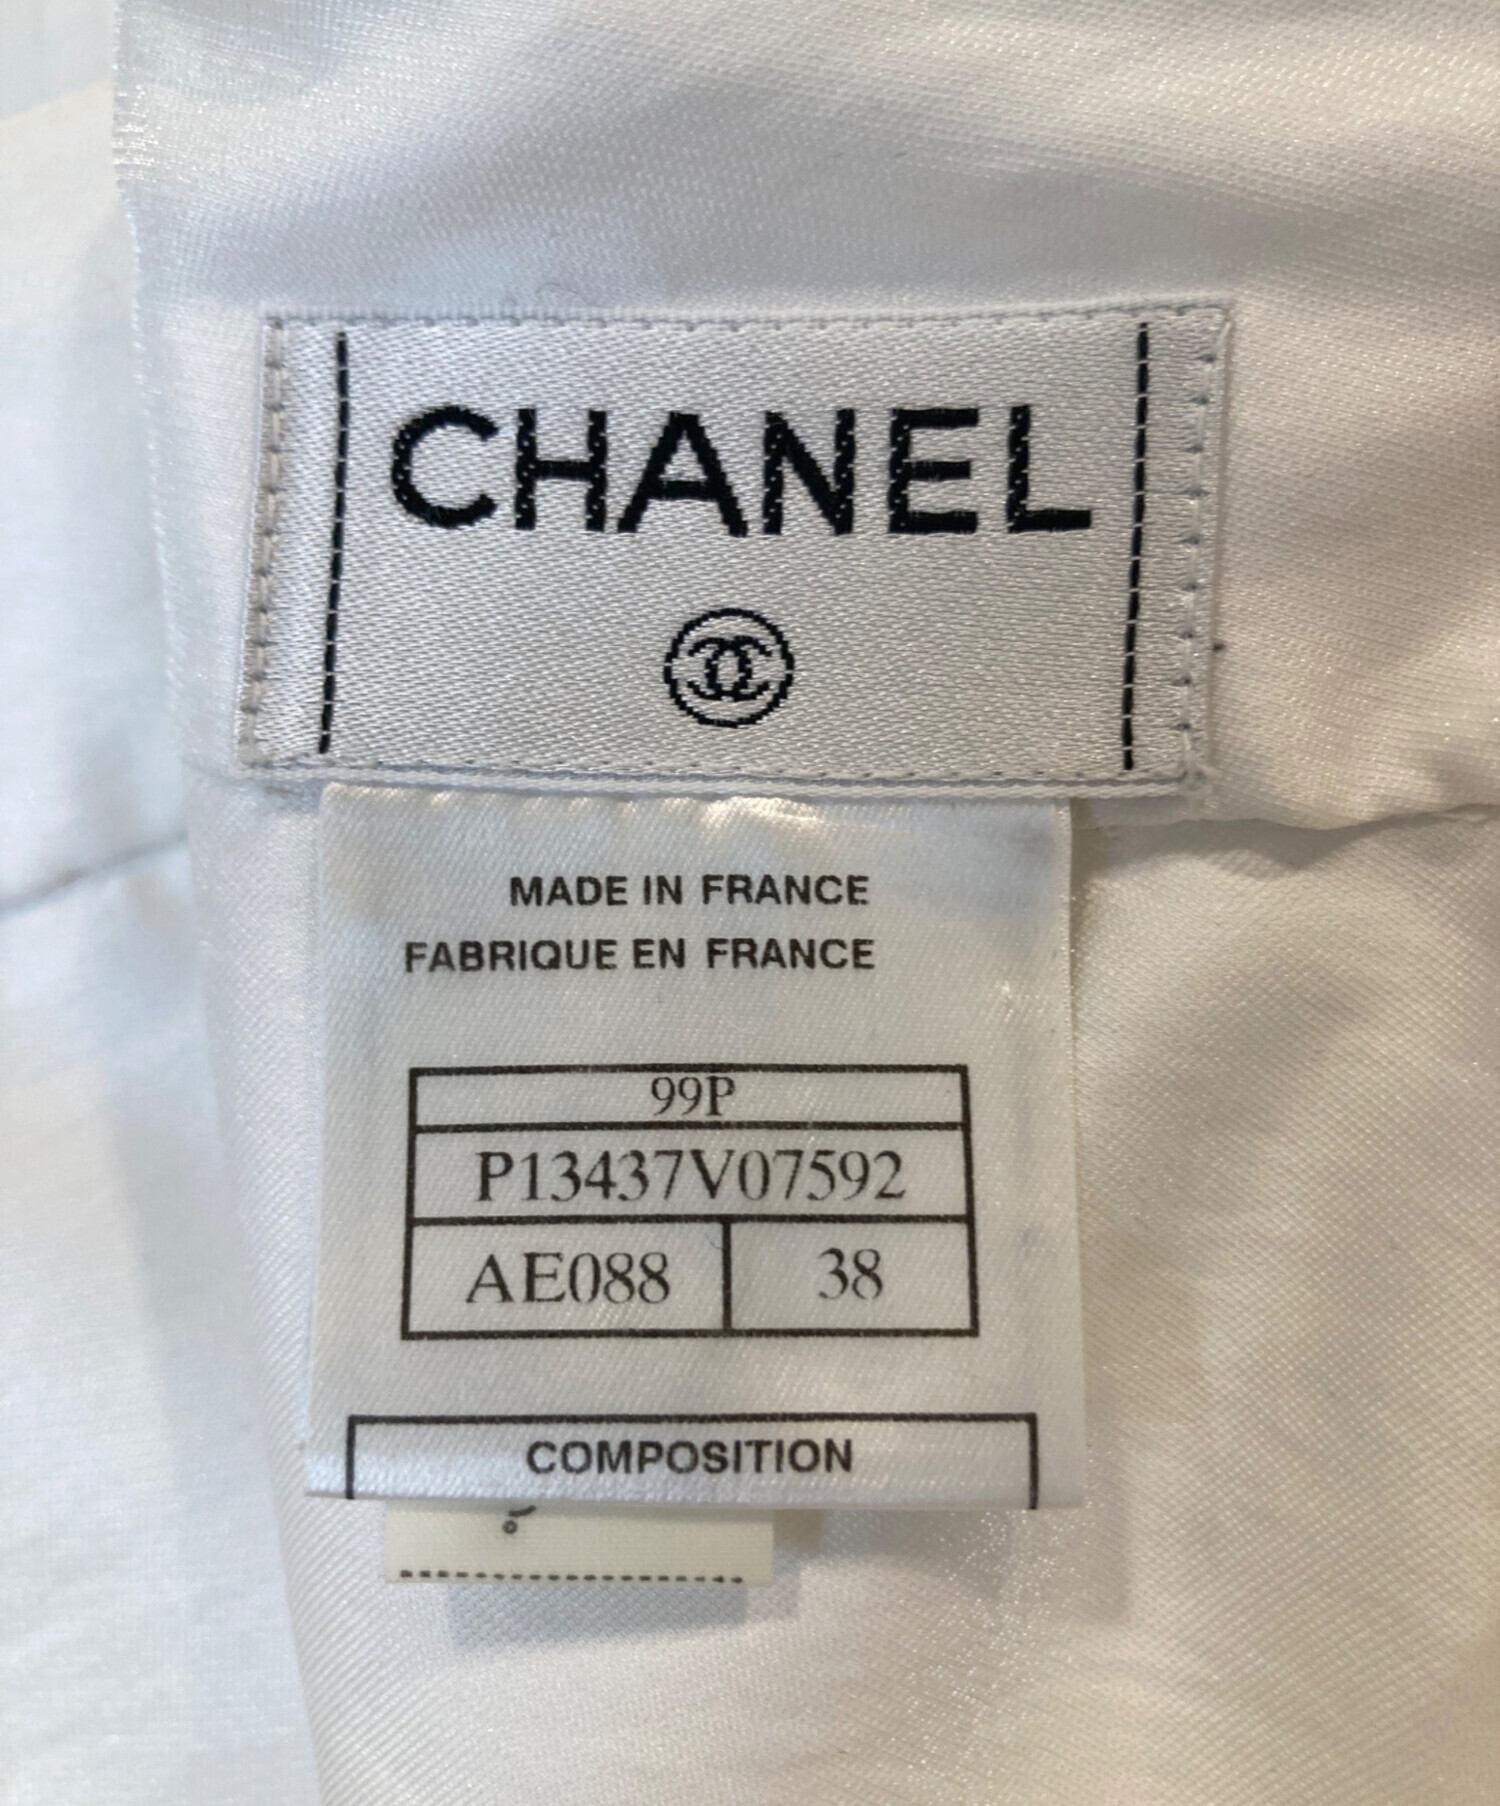 CHANEL
MADE IN FRANCE
FABRIQUE EN FRANCE
99P
P13437V07592
AE088 38
COMPOSITION